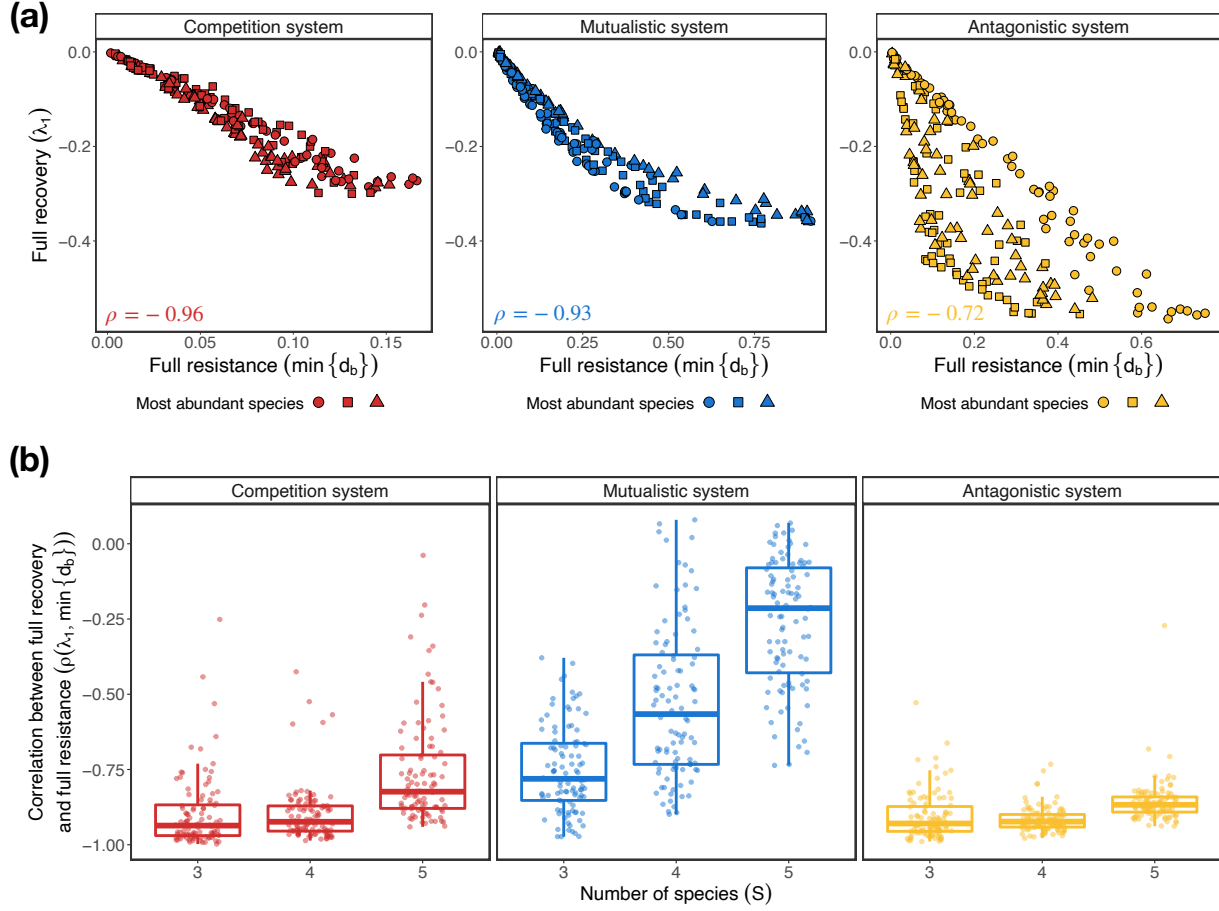 (a)
Competition system
Mutualistic system
Antagonistic system
Full recovery (λ₁)
0.0
−0.2
−0.4
ρ = − 0.96
0.00
0.05
0.10
0.15
Full resistance (min {d_b})
0.0
−0.2
−0.4
ρ = − 0.93
0.00
0.25
0.50
0.75
Full resistance (min {d_b})
0.0
−0.2
−0.4
ρ = − 0.72
0.0
0.2
0.4
0.6
Full resistance (min {d_b})
Most abundant species
Most abundant species
Most abundant species
(b)
Competition system
Mutualistic system
Antagonistic system
Correlation between full recovery
and full resistance (ρ(λ₁, min {d_b}))
0.00
−0.25
−0.50
−0.75
−1.00
3
4
5
3
4
5
3
4
5
Number of species (S)